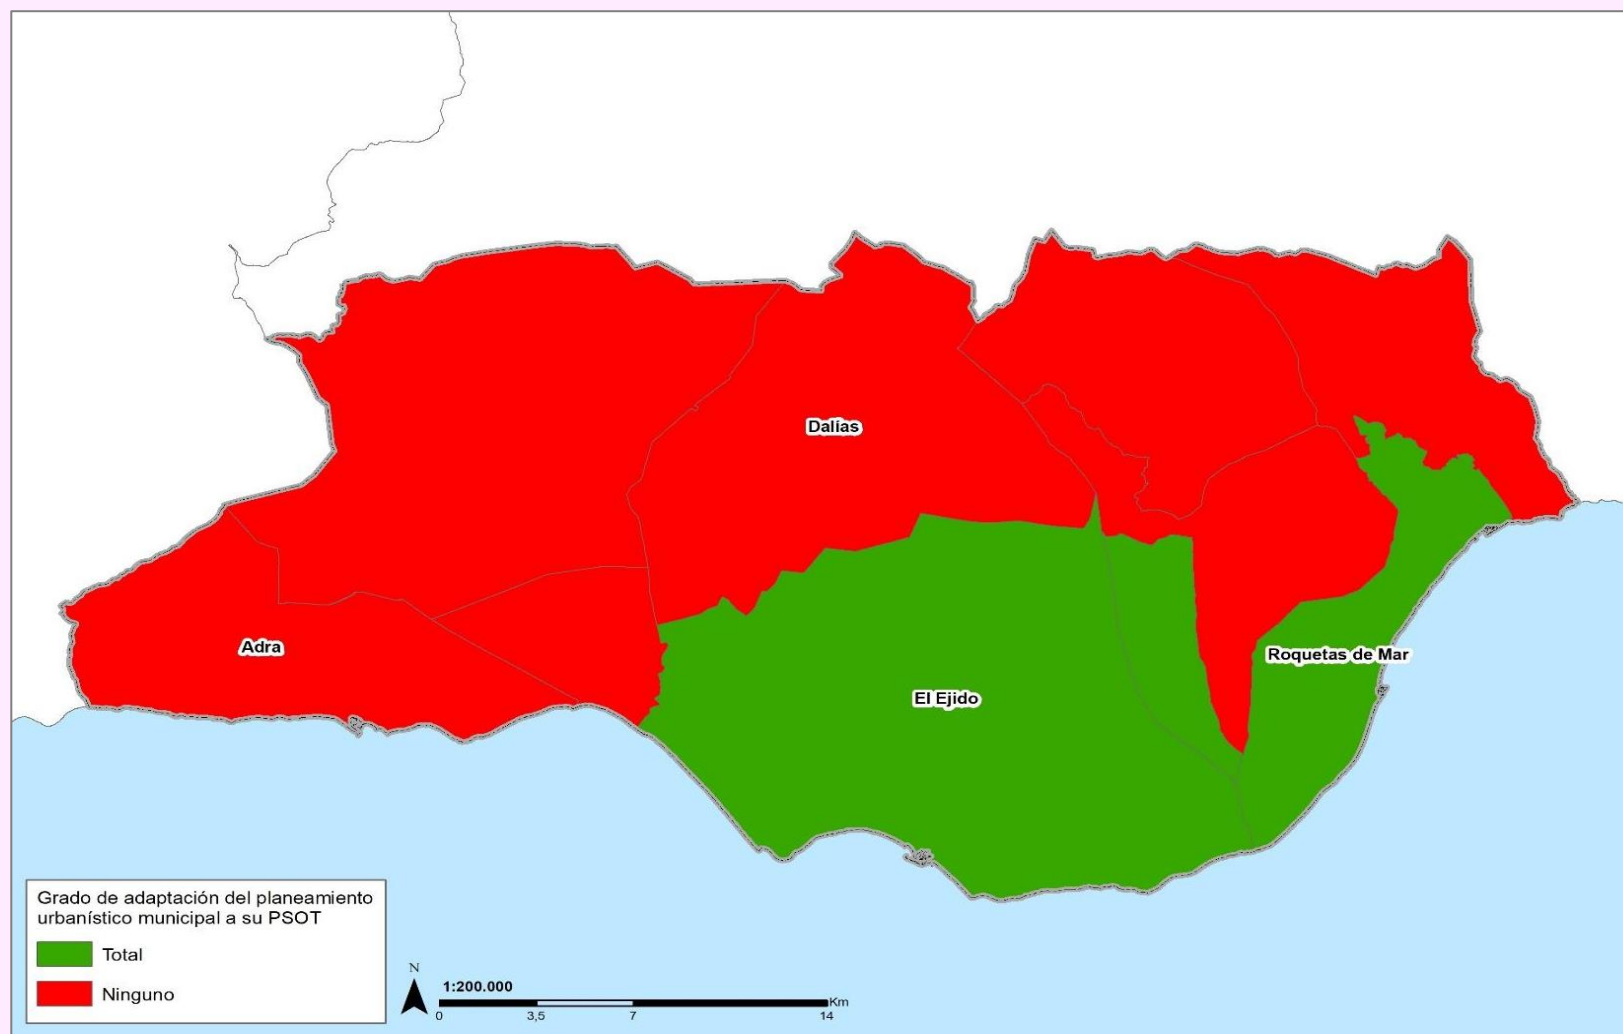 Dalías
Adra
Roquetas de Mar
El Ejido
Grado de adaptación del planeamiento
urbanístico municipal a su PSOT
Total
Ninguno
N
1:200.000
Km
0 3,5 7 14